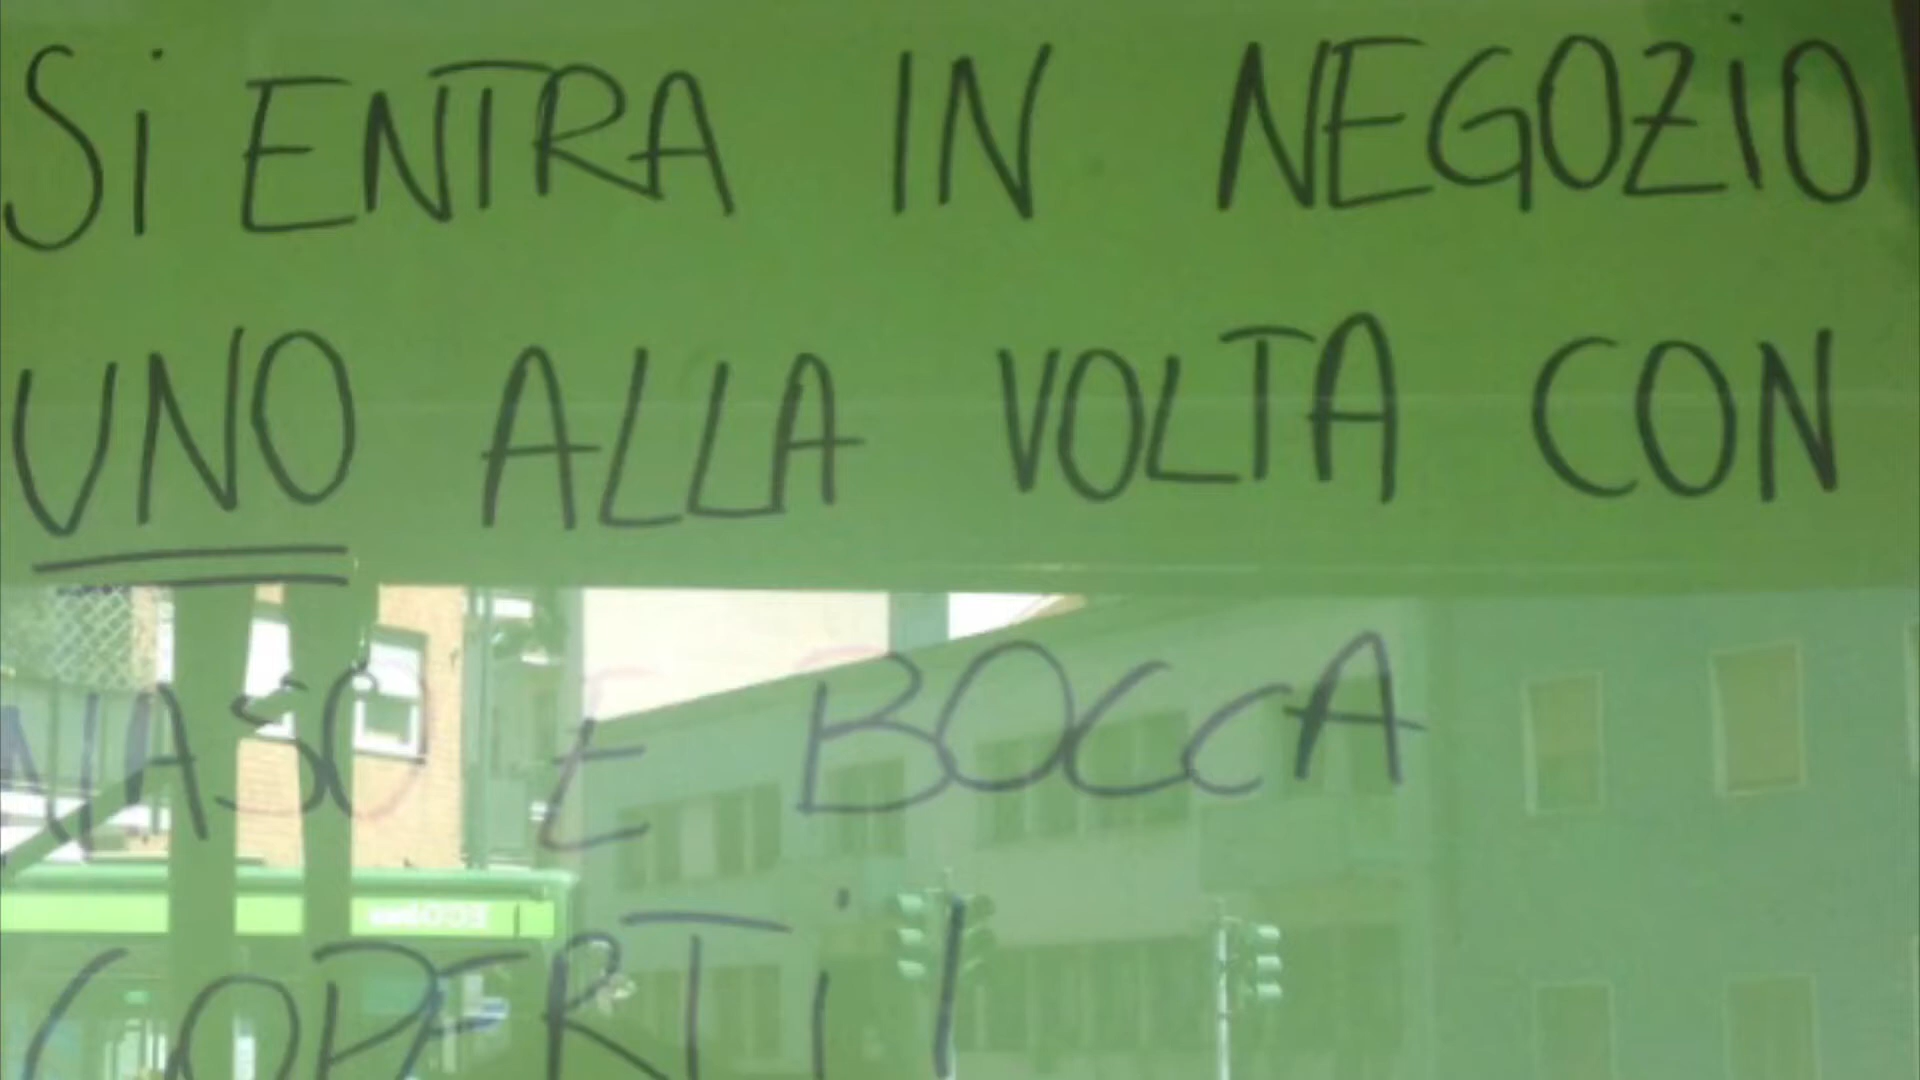 Si ENTRA IN NEGOZiO
UNO ALLA VOLTA CON
NASO E BOCCA
COPERTi!